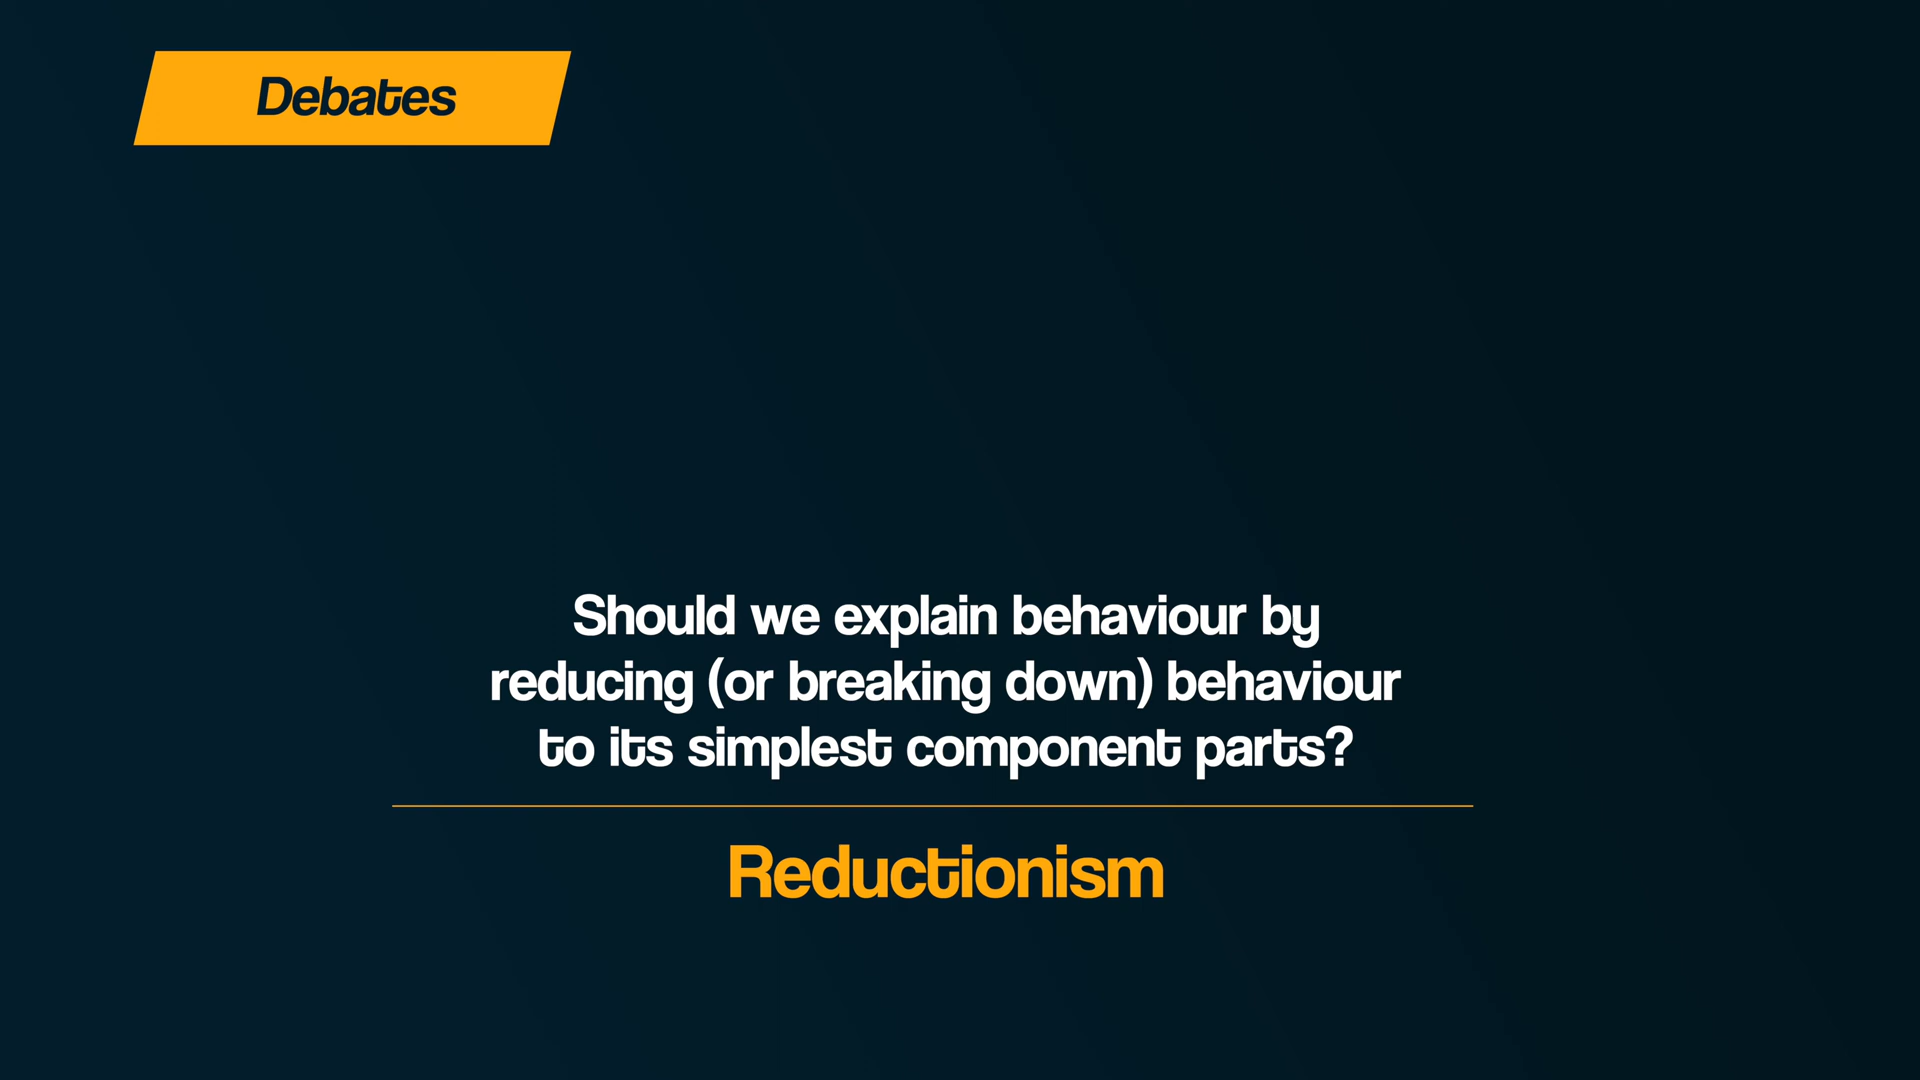 Debates
Should we explain behaviour by
reducing (or breaking down) behaviour
to its simplest component parts?
Reductionism